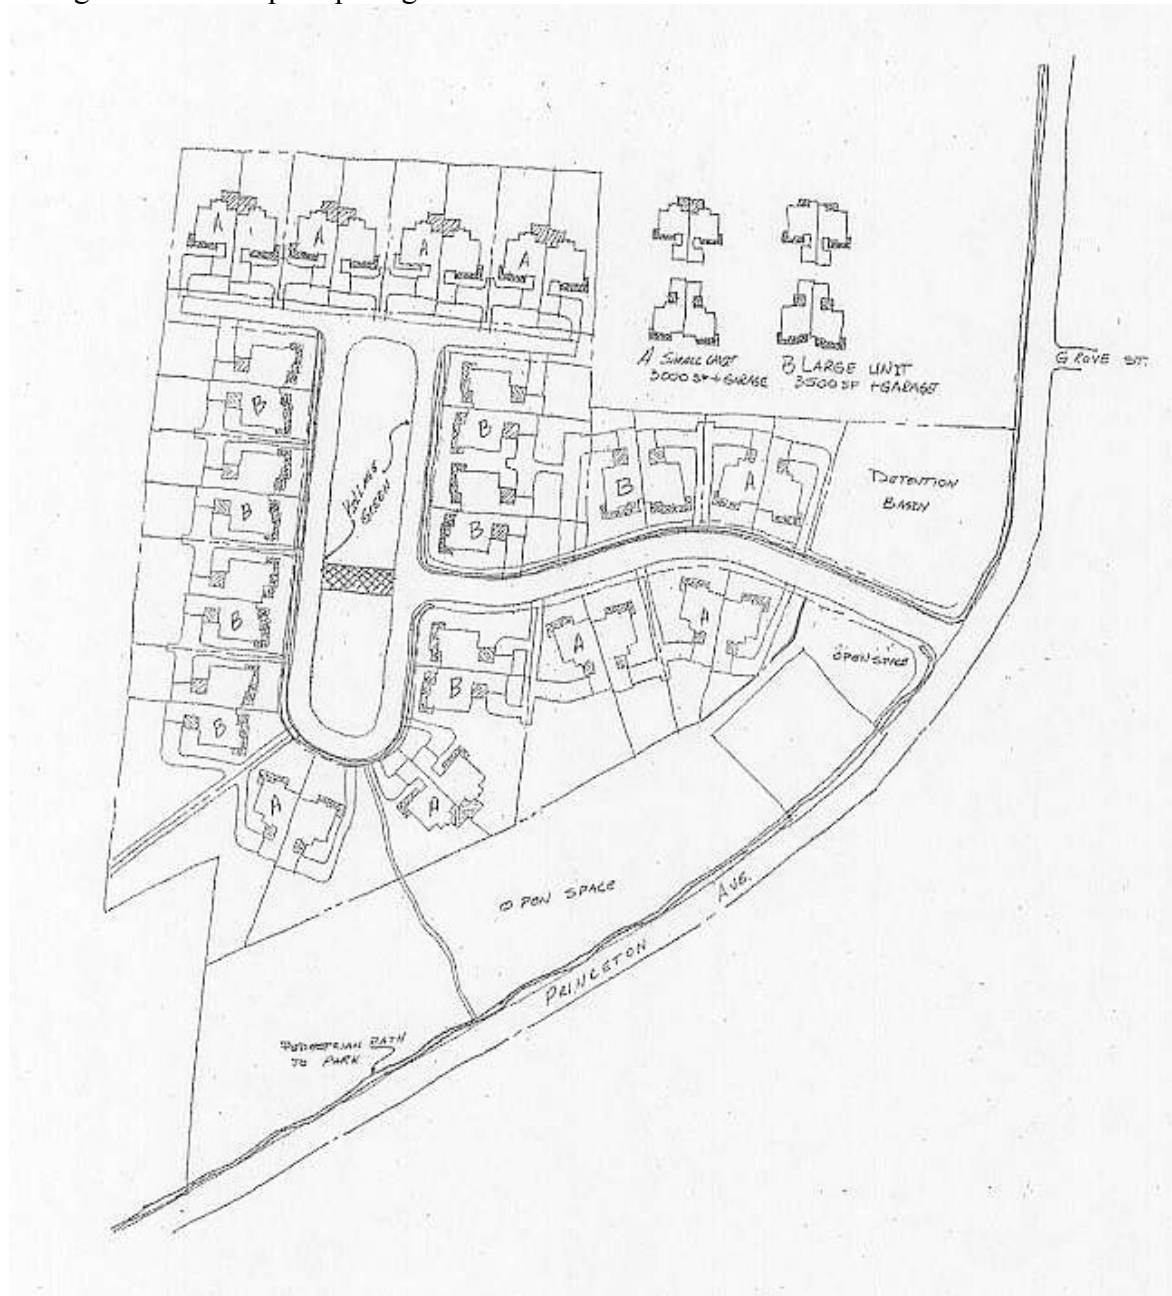 A
A
A
A
A SMALL UNIT
3000 SF + GARAGE
B LARGE UNIT
3500 SF + GARAGE
GROVE ST.
B
B
VILLAGE
GREEN
B
A
DETENTION
BASIN
B
B
B
A
A
OPEN SPACE
B
B
A
A
OPEN SPACE
PRINCETON AVE.
PEDESTRIAN PATH
TO PARK